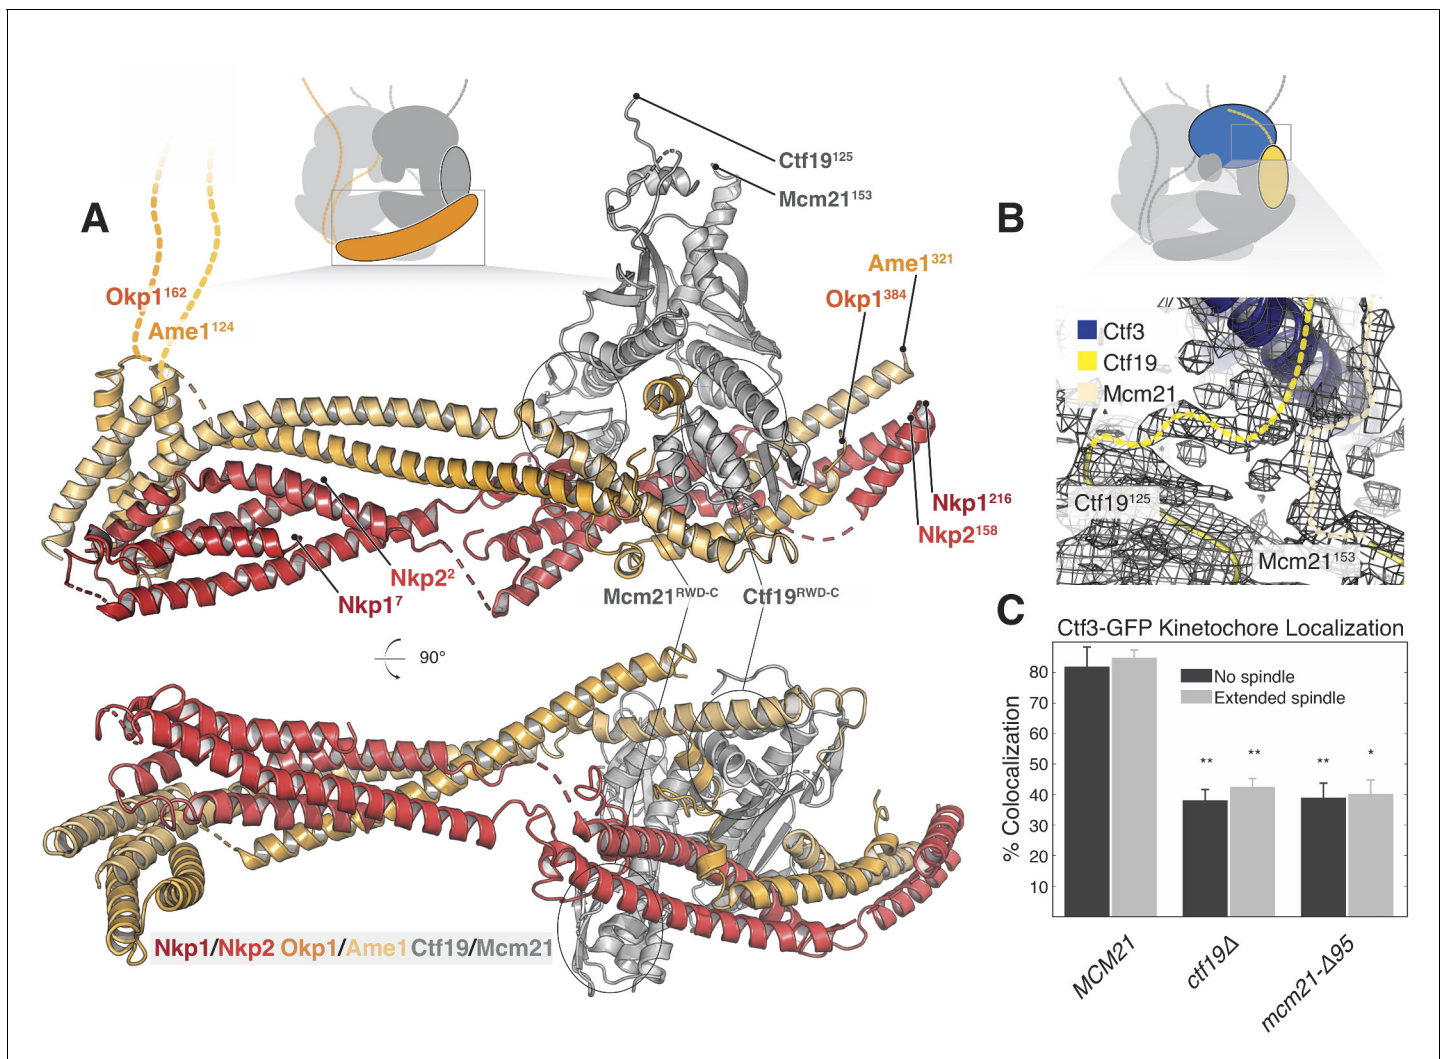 A
Ctf19¹²⁵
Mcm21¹⁵³
Okp1¹⁶²
Ame1¹²⁴
Ame1³²¹
Okp1³⁸⁴
Nkp1²¹⁶
Nkp2¹⁵⁸
Nkp2²
Nkp1⁷
Mcm21ᴿᵂᴰ⁻ᶜ Ctf19ᴿᵂᴰ⁻ᶜ
90°
Nkp1/Nkp2 Okp1/Ame1 Ctf19/Mcm21
B
Ctf3
Ctf19
Mcm21
Ctf19¹²⁵
Mcm21¹⁵³
C
Ctf3-GFP Kinetochore Localization
% Colocalization
80
70
60
50
40
30
20
10
No spindle
Extended spindle
** ** ** *
MCM21
ctf19Δ
mcm21-Δ95